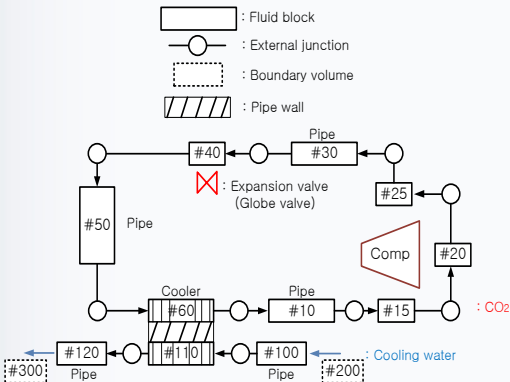 : Fluid block
: External junction
: Boundary volume
: Pipe wall
Pipe
#40
#30
: Expansion valve
(Globe valve)
#25
#50
Pipe
Comp
#20
Cooler
Pipe
#60
#10
#15
: CO2
#120
#110
#100
: Cooling water
Pipe
Pipe
#300
#200